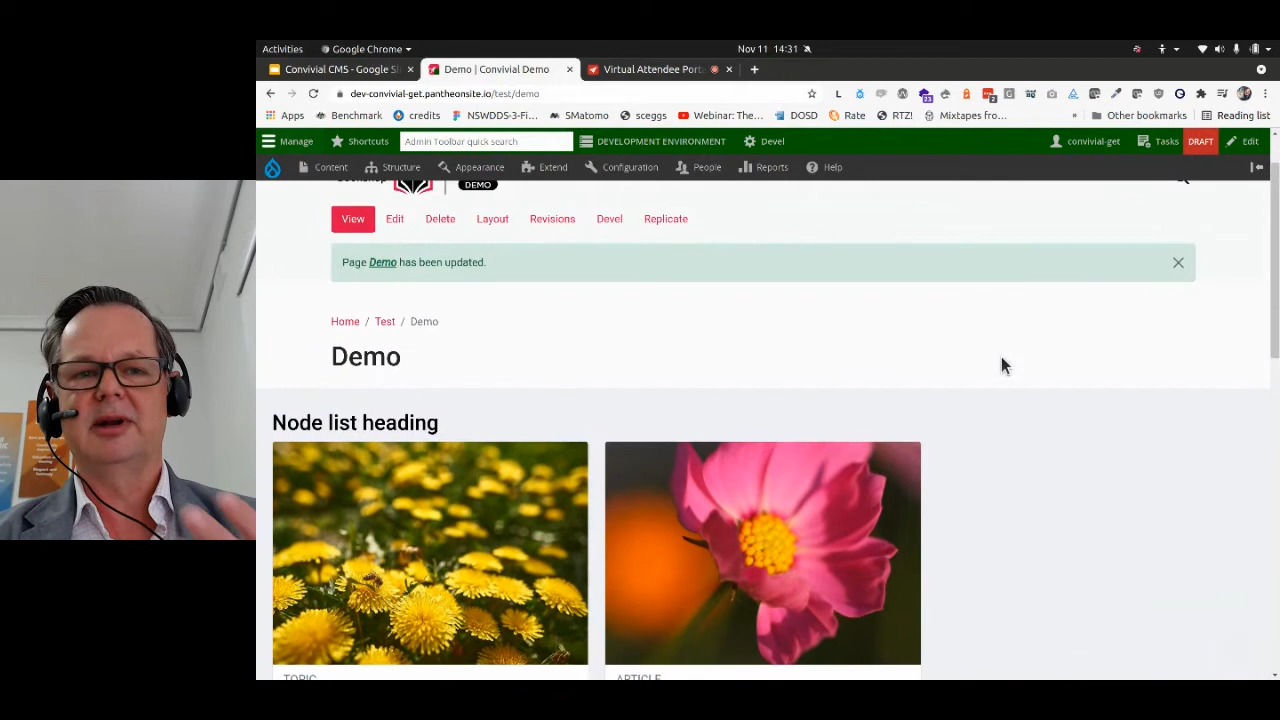 Activities Google Chrome Nov 11 14:31
Convivial CMS - Google Sl Demo | Convivial Demo Virtual Attendee Port
dev-convivial-get.pantheonsite.io/test/demo
Apps Benchmark credits NSWDDS-3-Fi... SMatomo sceggs Webinar: The... DOSD Rate RTZ! Mixtapes fro... » Other bookmarks Reading list
Manage Shortcuts Admin Toolbar quick search DEVELOPMENT ENVIRONMENT Devel convivial-get Tasks DRAFT Edit
Content Structure Appearance Extend Configuration People Reports Help
DEMO
View Edit Delete Layout Revisions Devel Replicate
Page Demo has been updated.
Home / Test / Demo
Demo
Node list heading
TOPIC ARTICLE